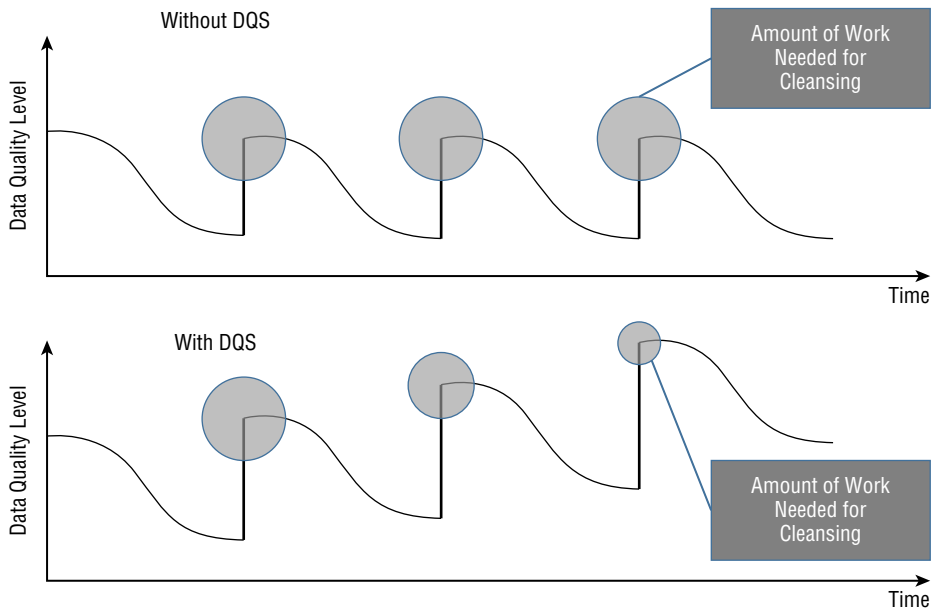 Without DQS
Amount of Work
Needed for
Cleansing
Data Quality Level
Time
With DQS
Data Quality Level
Amount of Work
Needed for
Cleansing
Time